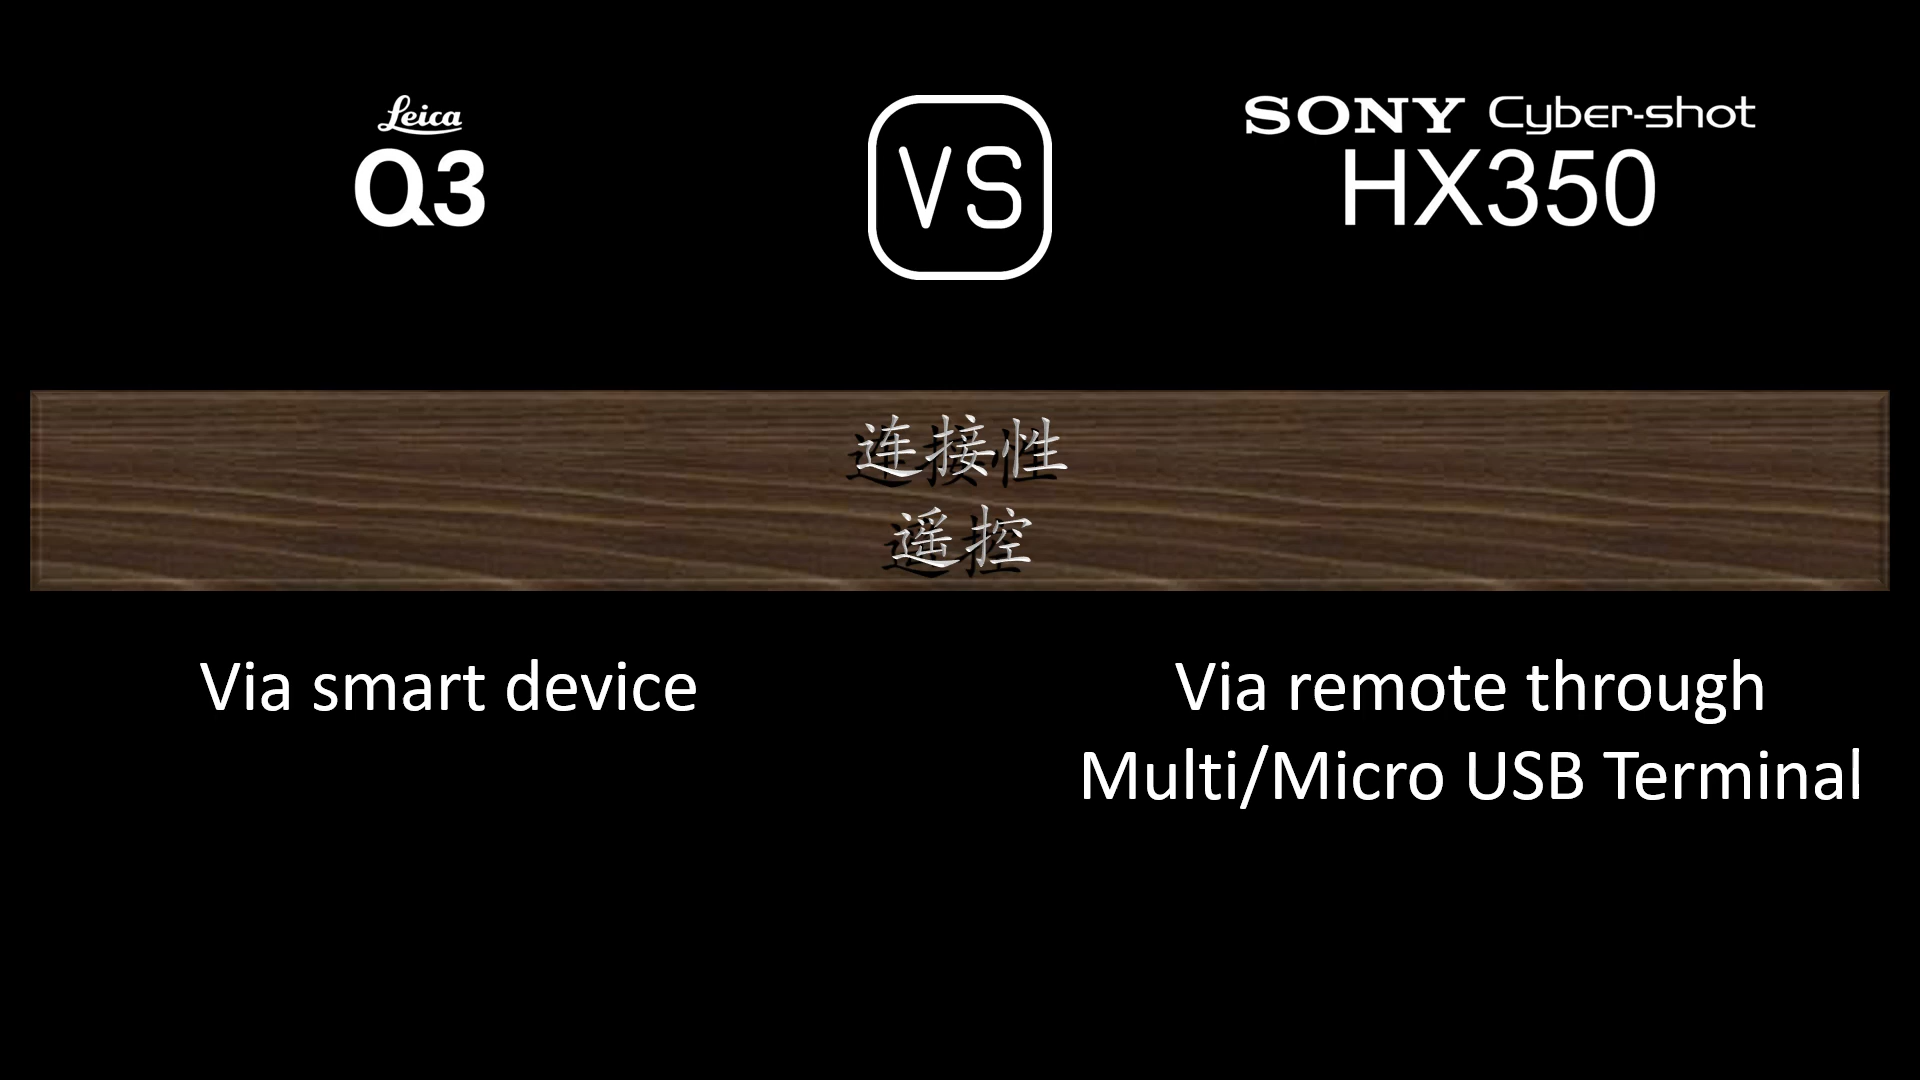 Leica
Q3
VS
SONY Cyber-shot
HX350
连接性
遥控
Via smart device
Via remote through
Multi/Micro USB Terminal